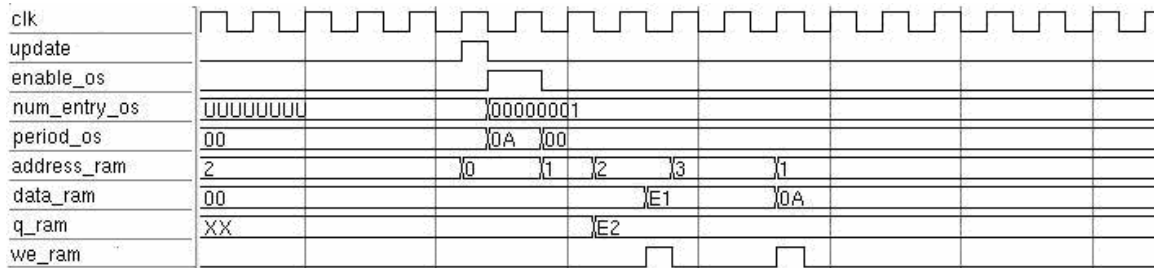 clk
update
enable_os
num_entry_os UUUUUUUU 00000001
period_os 00 0A 00
address_ram 2 0 1 2 3 1
data_ram 00 E1 0A
q_ram XX E2
we_ram